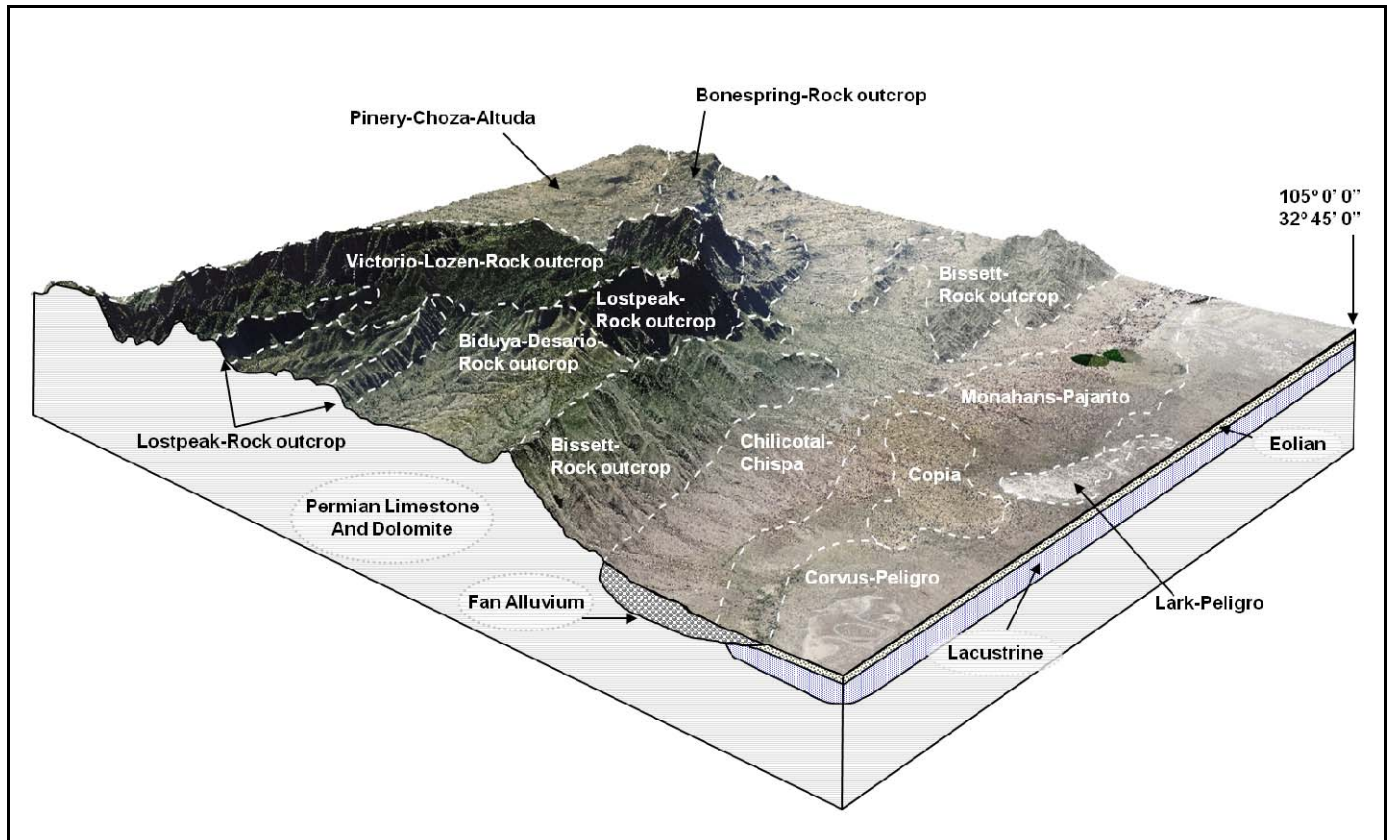 Bonespring-Rock outcrop
Pinery-Choza-Altuda
105º 0' 0"
32º 45' 0"
Victorio-Lozen-Rock outcrop
Bissett-
Rock outcrop
Lostpeak-
Rock outcrop
Biduya-Desario-
Rock outcrop
Monahans-Pajarito
Lostpeak-Rock outcrop
Bissett-
Rock outcrop
Chilicotal-
Chispa
Eolian
Copia
Permian Limestone
And Dolomite
Corvus-Peligro
Fan Alluvium
Lark-Peligro
Lacustrine